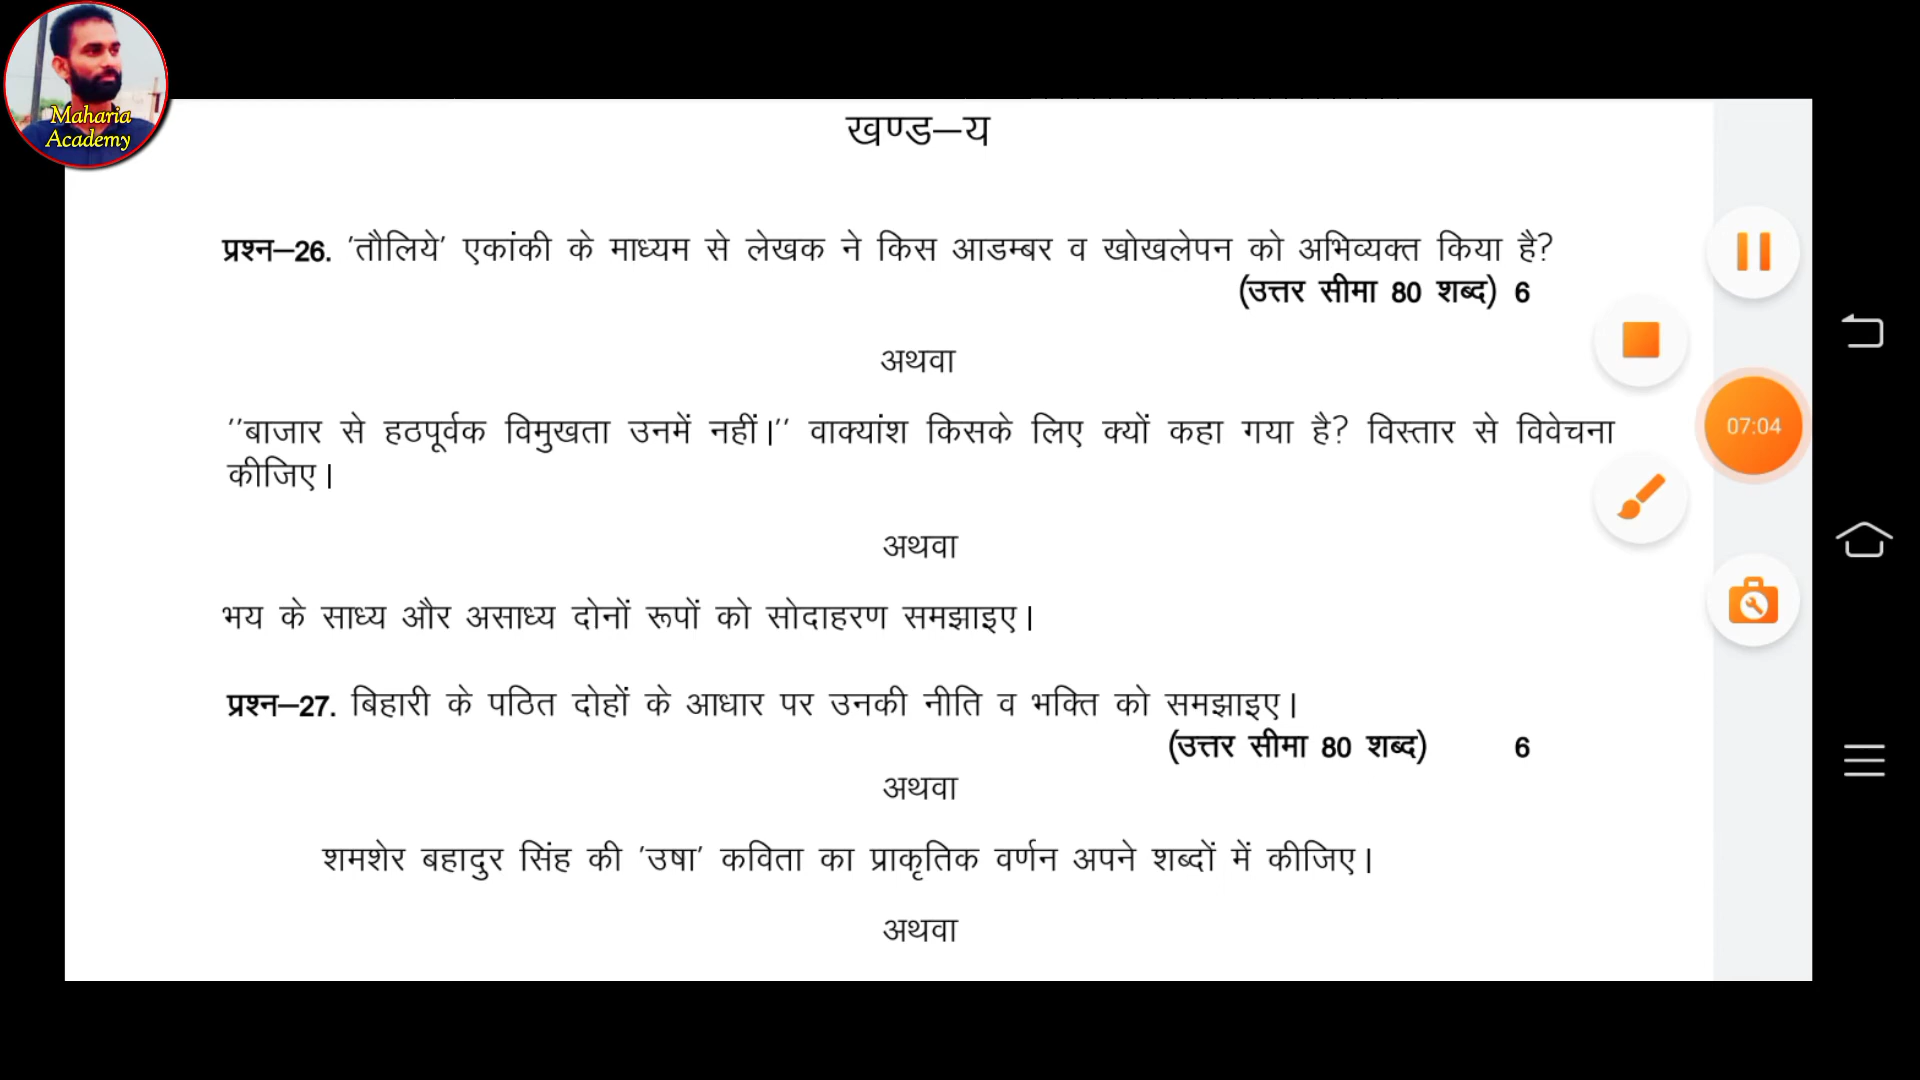 Maharia
Academy
खण्ड–य
प्रश्न–26. 'तौलिये' एकांकी के माध्यम से लेखक ने किस आडम्बर व खोखलेपन को अभिव्यक्त किया है?
(उत्तर सीमा 80 शब्द) 6
अथवा
''बाजार से हठपूर्वक विमुखता उनमें नहीं।'' वाक्यांश किसके लिए क्यों कहा गया है? विस्तार से विवेचना
कीजिए।
07:04
अथवा
भय के साध्य और असाध्य दोनों रूपों को सोदाहरण समझाइए।
प्रश्न–27. बिहारी के पठित दोहों के आधार पर उनकी नीति व भक्ति को समझाइए।
(उत्तर सीमा 80 शब्द) 6
अथवा
शमशेर बहादुर सिंह की 'उषा' कविता का प्राकृतिक वर्णन अपने शब्दों में कीजिए।
अथवा